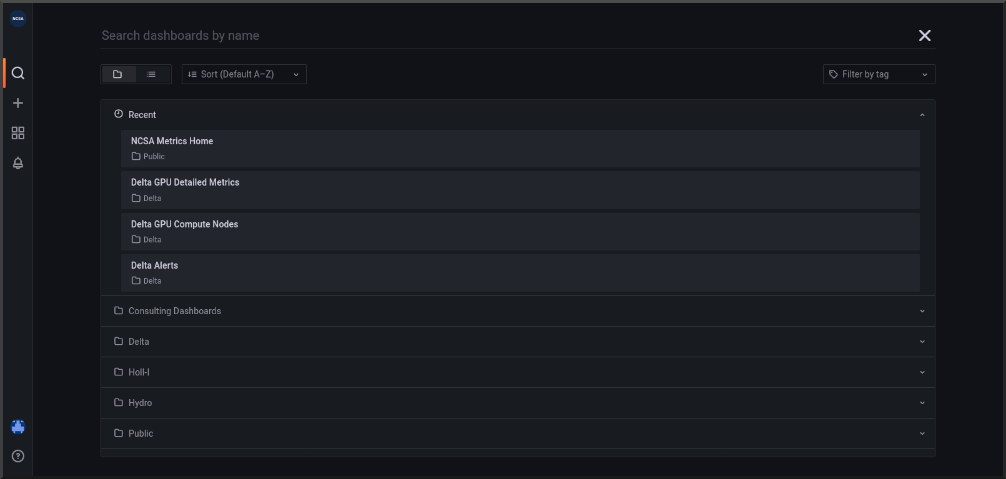 NCSA
Search dashboards by name
Sort (Default A–Z)
Filter by tag
Recent
NCSA Metrics Home
Public
Delta GPU Detailed Metrics
Delta
Delta GPU Compute Nodes
Delta
Delta Alerts
Delta
Consulting Dashboards
Delta
Holl-I
Hydro
Public